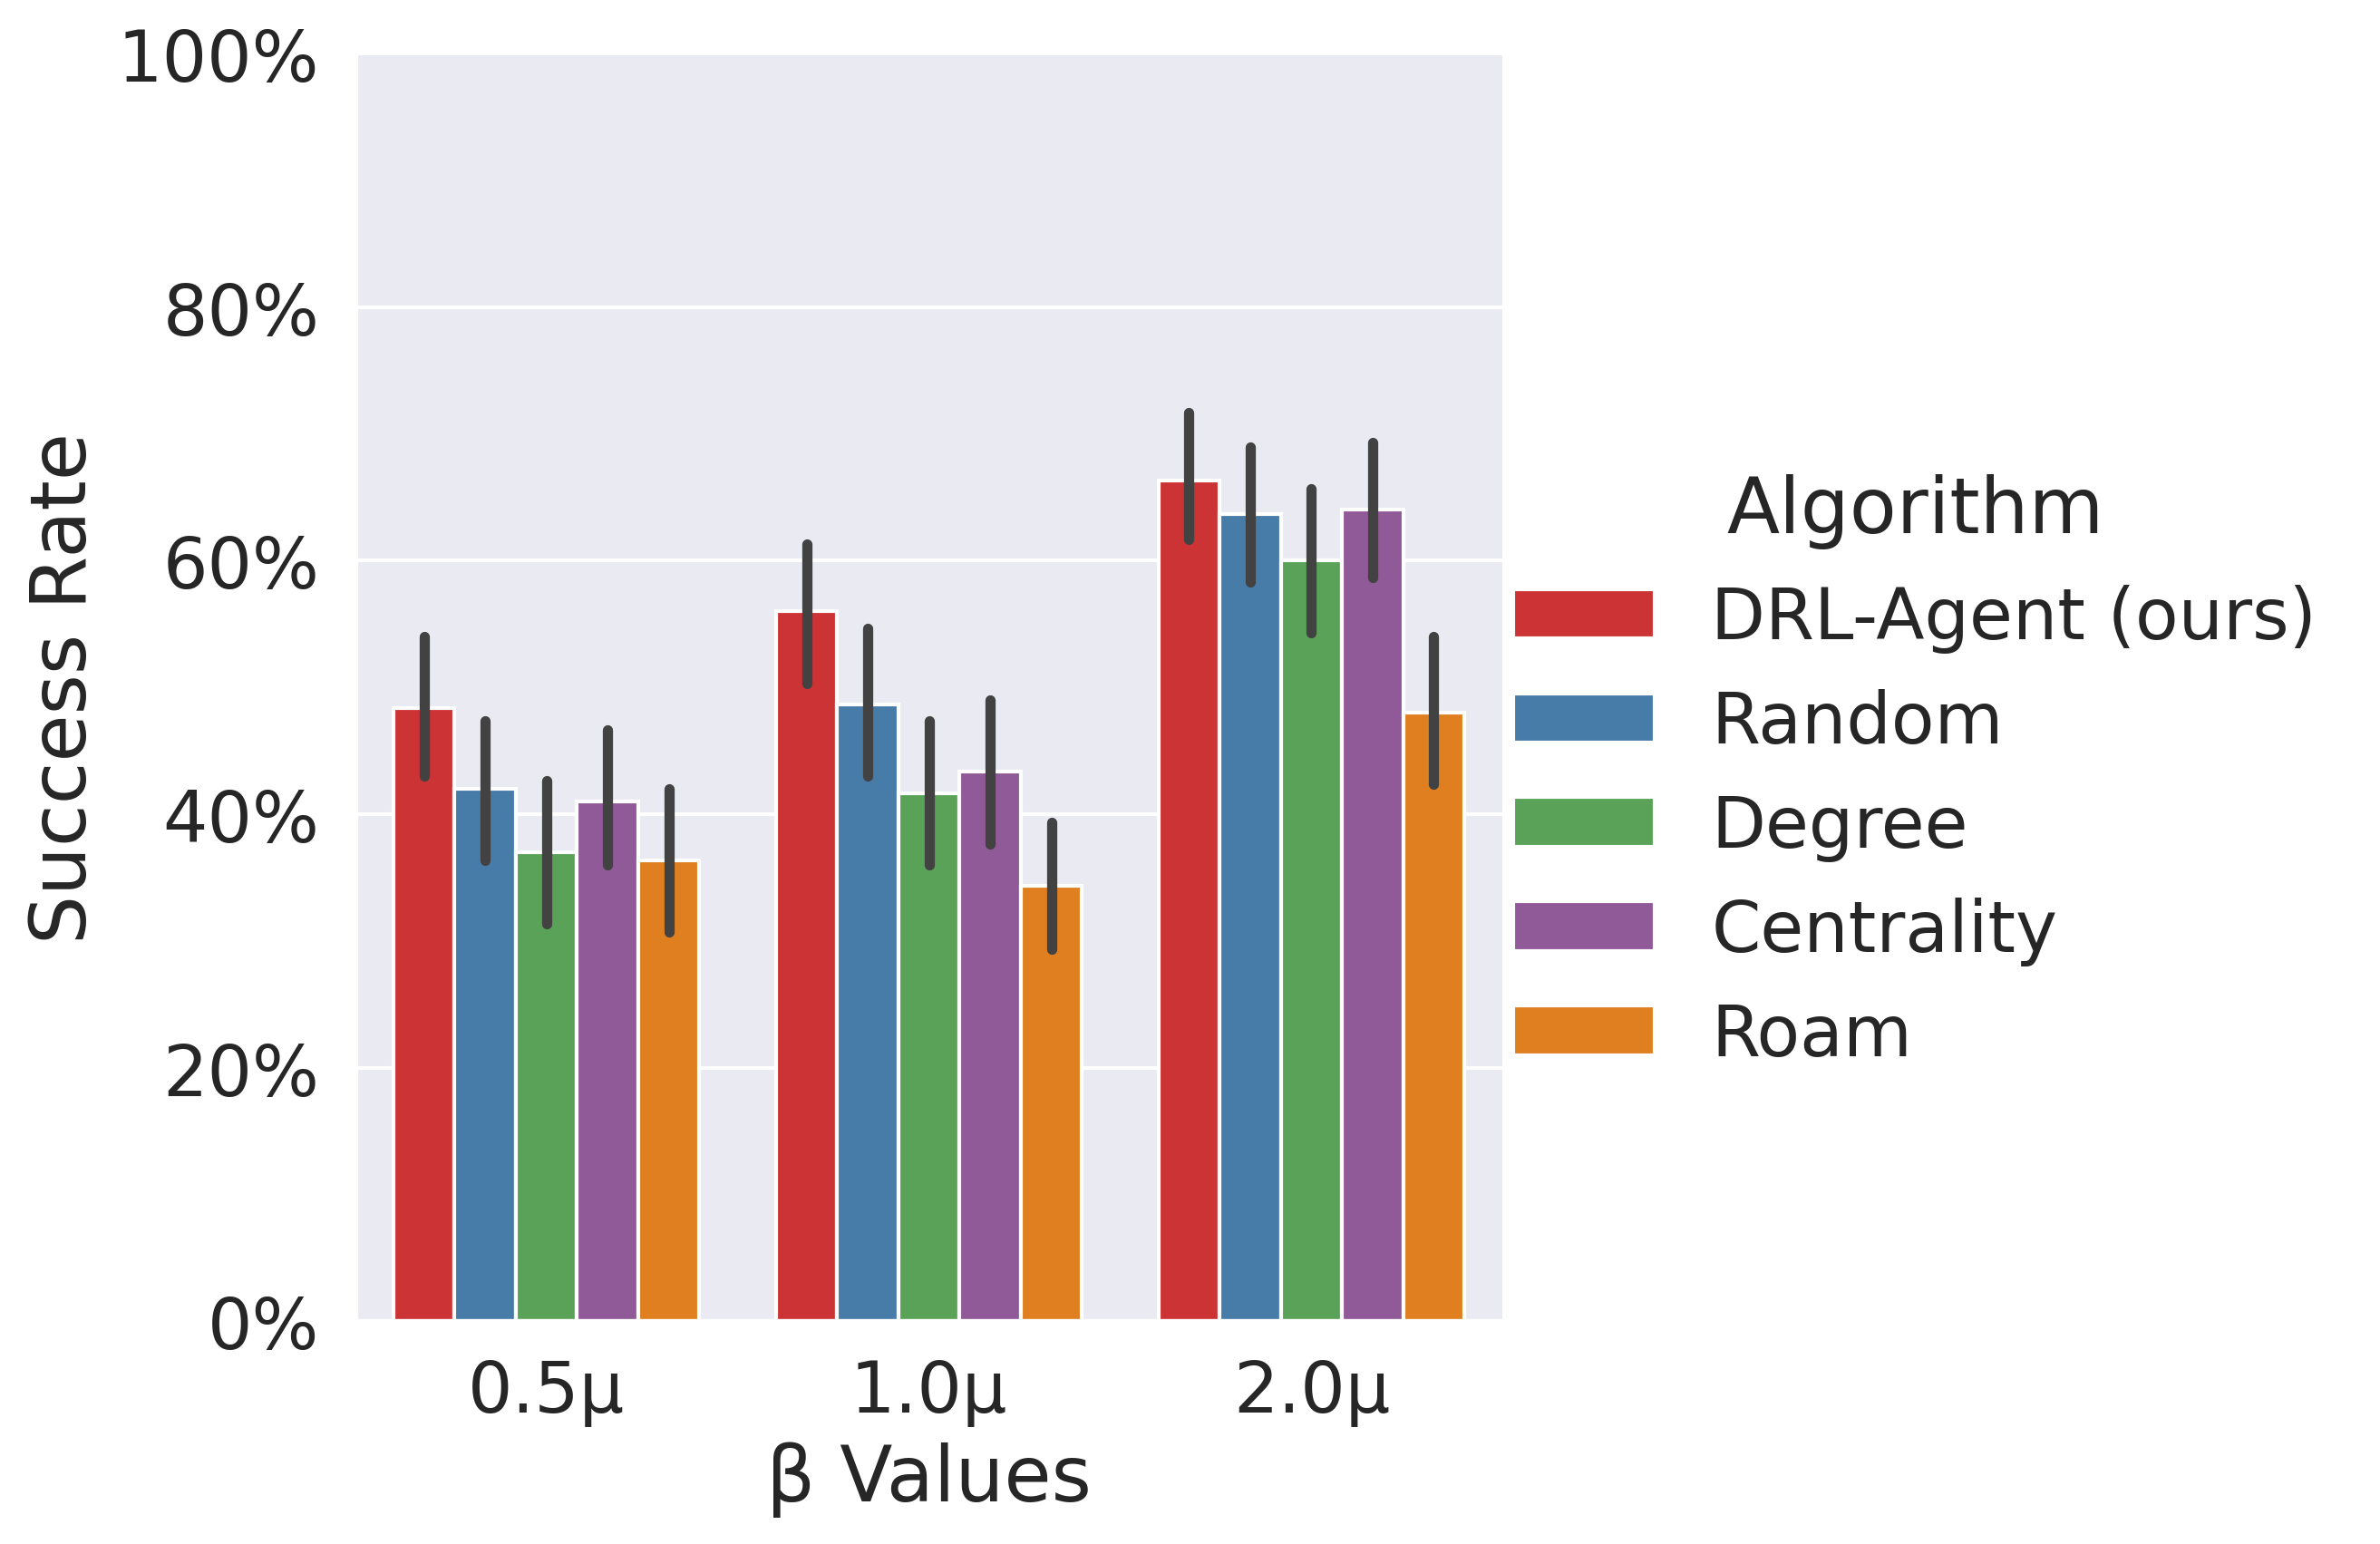 100%
80%
60%
40%
20%
0%
Success Rate
0.5µ
1.0µ
2.0µ
β Values
Algorithm
DRL-Agent (ours)
Random
Degree
Centrality
Roam